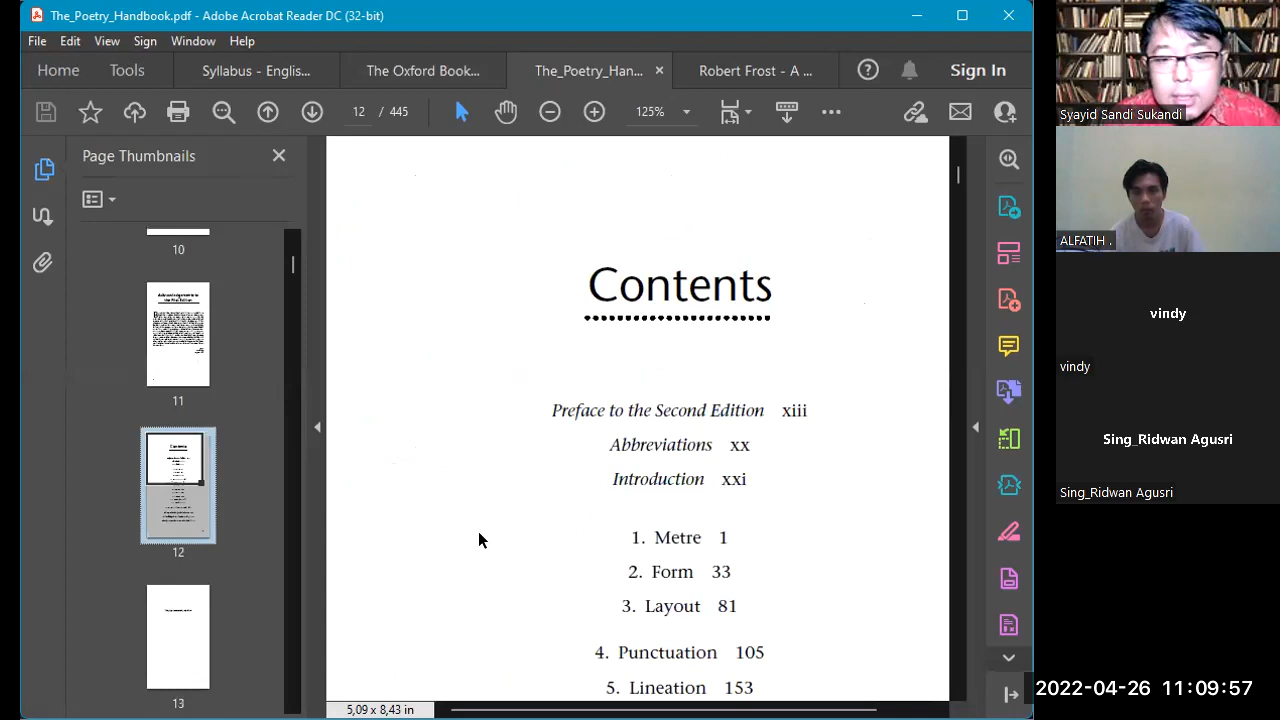 The_Poetry_Handbook.pdf - Adobe Acrobat Reader DC (32-bit)
File Edit View Sign Window Help
Home Tools Syllabus - Englis... The Oxford Book... The_Poetry_Han... Robert Frost - A ... Sign In
12 / 445 125%
Page Thumbnails
10
11
12
13
Contents
Preface to the Second Edition xiii
Abbreviations xx
Introduction xxi
1. Metre 1
2. Form 33
3. Layout 81
4. Punctuation 105
5. Lineation 153
5,09 x 8,43 in
Syayid Sandi Sukandi
ALFATIH .
vindy
vindy
Sing_Ridwan Agusri
Sing_Ridwan Agusri
2022-04-26 11:09:57